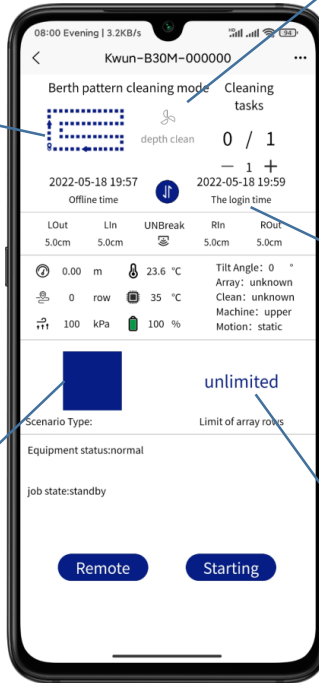 08:00 Evening | 3.2KB/s
94
Kwun-B30M-000000
Berth pattern cleaning mode
Cleaning tasks
depth clean
0 / 1
— 1 +
2022-05-18 19:57
2022-05-18 19:59
Offline time
The login time
LOut LIn UNBreak RIn ROut
5.0cm 5.0cm 5.0cm 5.0cm
0.00 m 23.6 °C
0 row 35 °C
100 kPa 100 %
Tilt Angle: 0 °
Array: unknown
Clean: unknown
Machine: upper
Motion: static
unlimited
Scenario Type:
Limit of array rows
Equipment status:normal
job state:standby
Remote
Starting